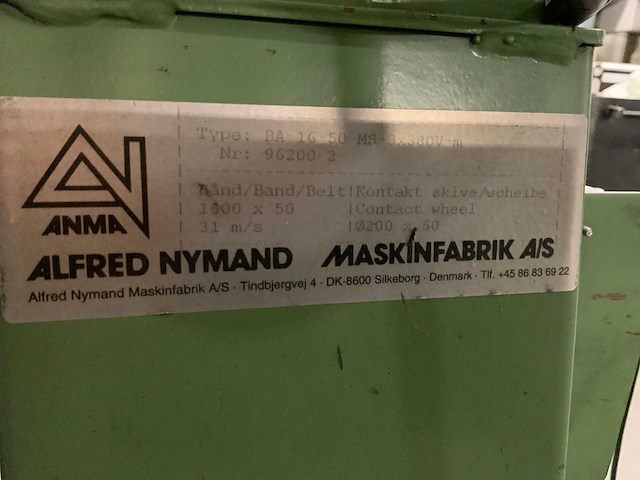 Type: BA 16 50 MS-3x380V-m
Nr: 96200-2
Bånd/Band/Belt|Kontakt skive/scheibe
1600 x 50 |Contact wheel
31 m/s |Ø200 x 50
ANMA
ALFRED NYMAND MASKINFABRIK A/S
Alfred Nymand Maskinfabrik A/S · Tindbjergvej 4 · DK-8600 Silkeborg · Denmark · Tlf. +45 86 83 69 22